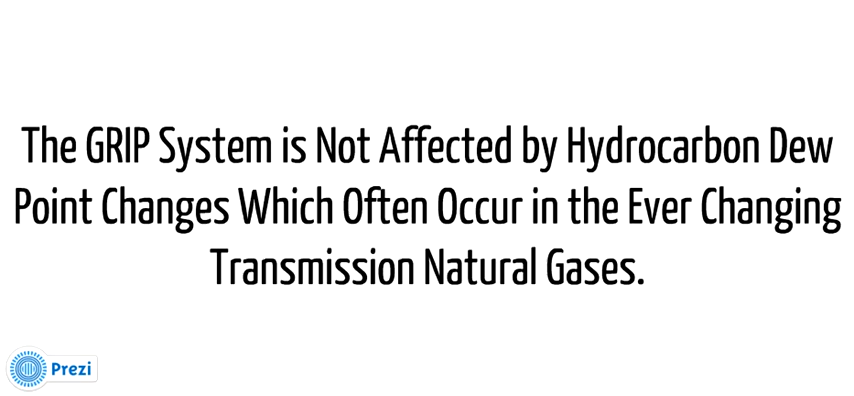 The GRIP System is Not Affected by Hydrocarbon Dew
Point Changes Which Often Occur in the Ever Changing
Transmission Natural Gases.
Prezi